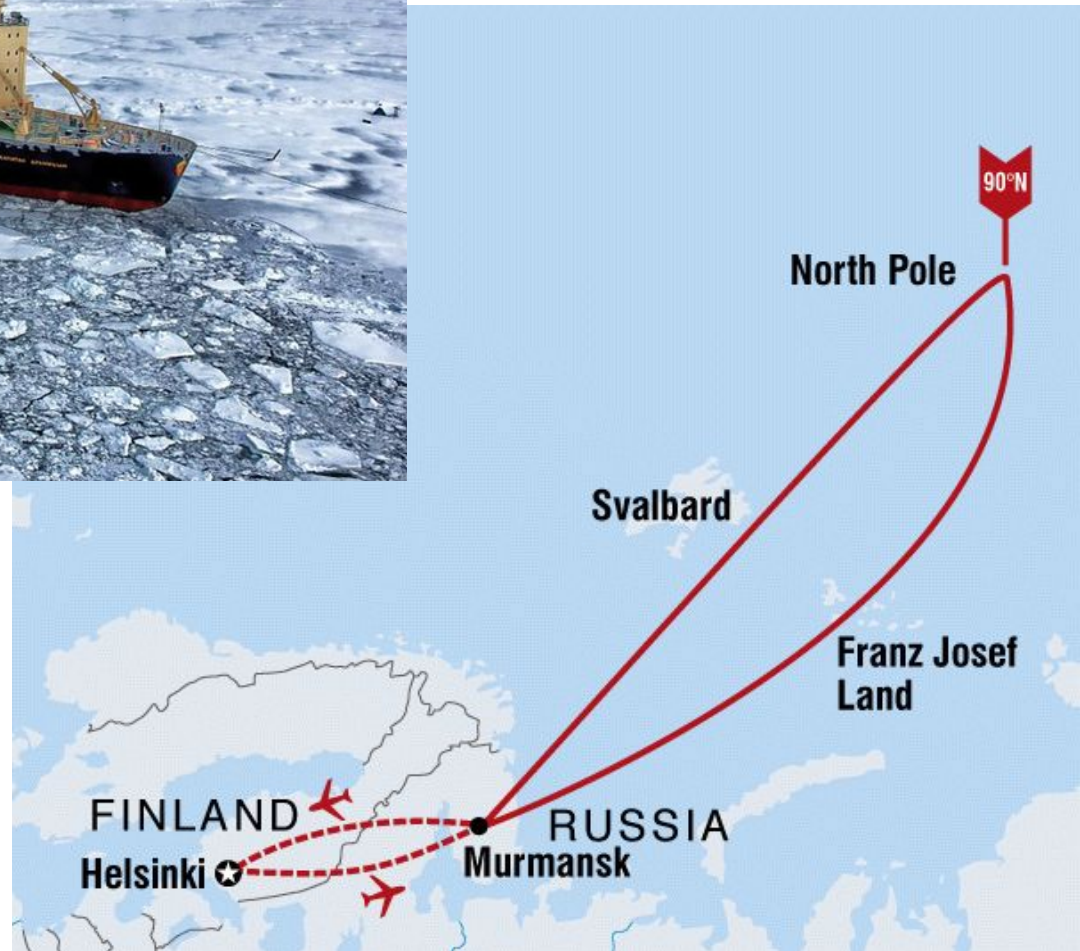 90°N
North Pole
Svalbard
Franz Josef
Land
FINLAND
RUSSIA
Helsinki
Murmansk